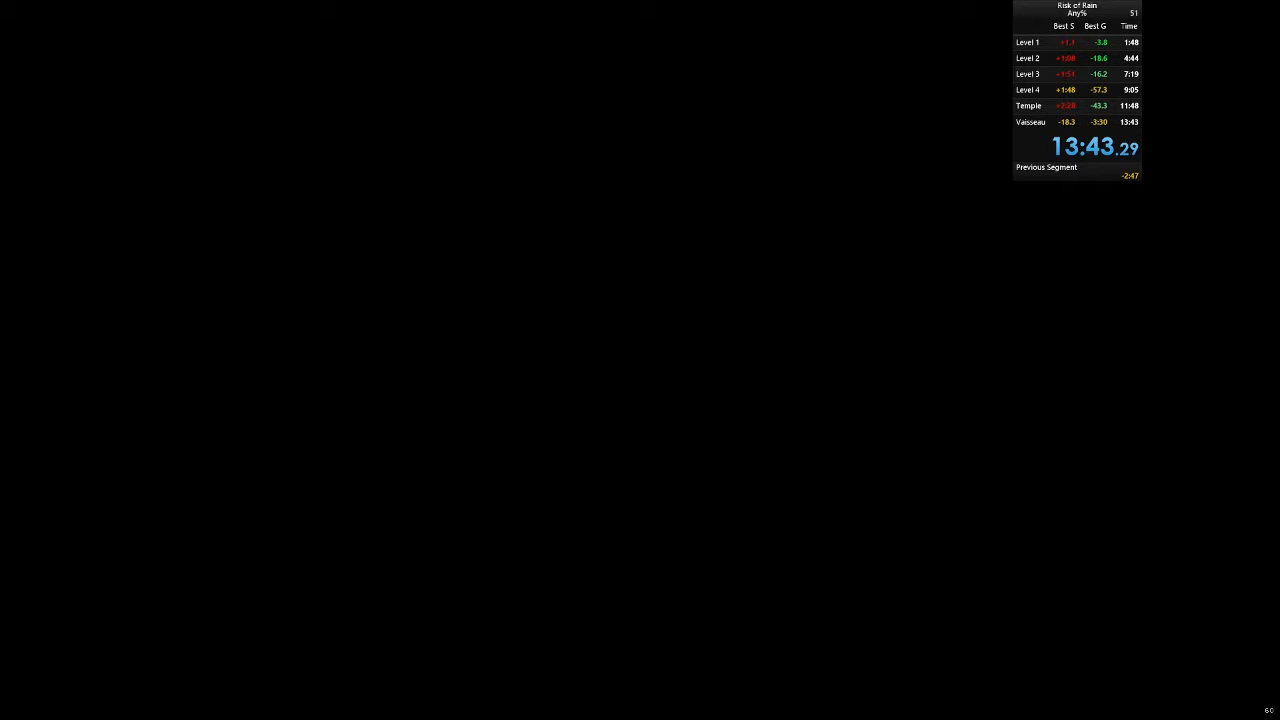 Risk of Rain
Any% 51
Best S Best G Time
Level 1 +1.1 -3.8 1:48
Level 2 +1:08 -18.6 4:44
Level 3 +1:51 -16.2 7:19
Level 4 +1:48 -57.3 9:05
Temple +2:28 -43.3 11:48
Vaisseau -18.3 -3:30 13:43
13:43.29
Previous Segment
-2:47
60